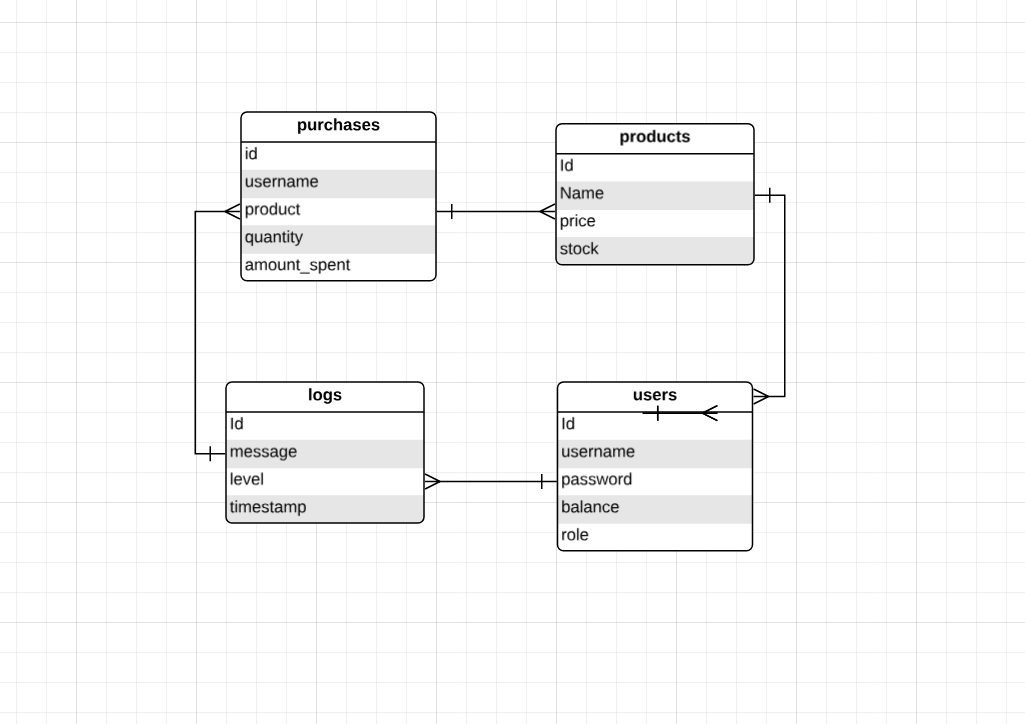 purchases
id
username
product
quantity
amount_spent
products
Id
Name
price
stock
logs
Id
message
level
timestamp
users
Id
username
password
balance
role